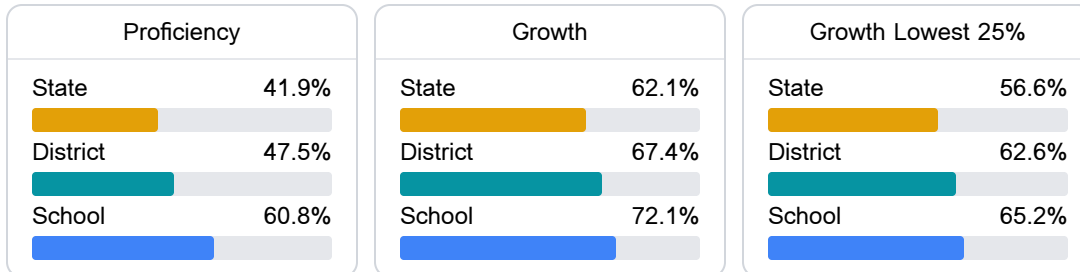 Proficiency
State 41.9%
District 47.5%
School 60.8%
Growth
State 62.1%
District 67.4%
School 72.1%
Growth Lowest 25%
State 56.6%
District 62.6%
School 65.2%